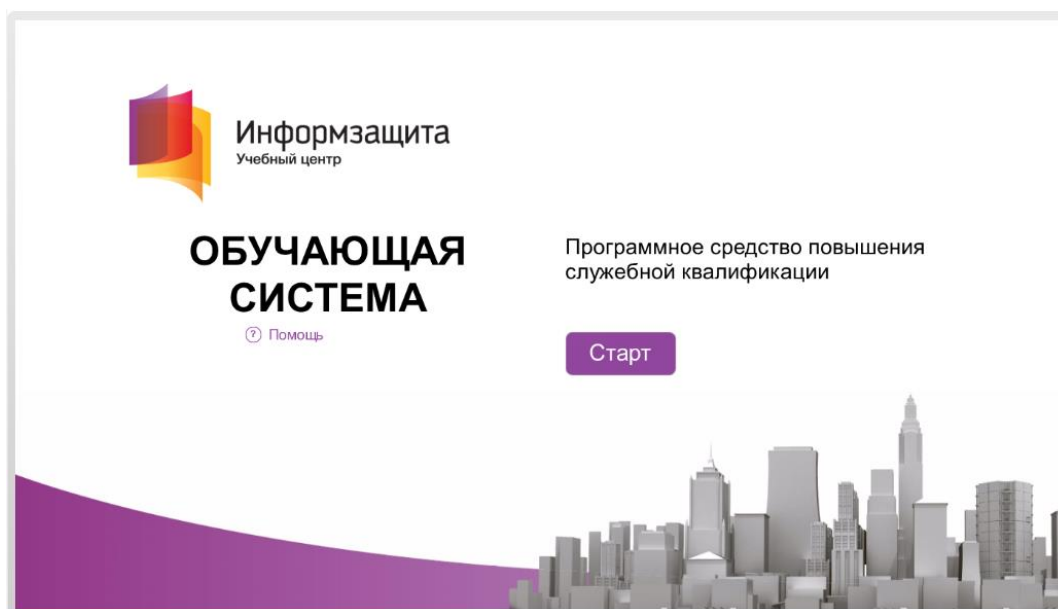 Информзащита
Учебный центр
ОБУЧАЮЩАЯ
СИСТЕМА
? Помощь
Программное средство повышения
служебной квалификации
Старт